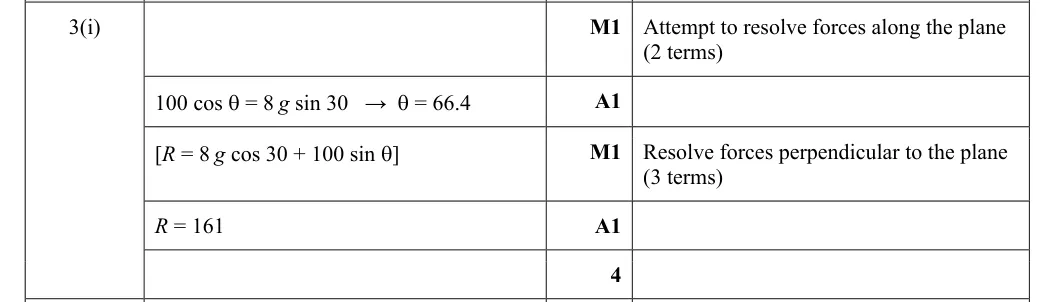 3(i) M1 Attempt to resolve forces along the plane
(2 terms)
100 cos θ = 8 g sin 30 → θ = 66.4 A1
[R = 8 g cos 30 + 100 sin θ] M1 Resolve forces perpendicular to the plane
(3 terms)
R = 161 A1
4